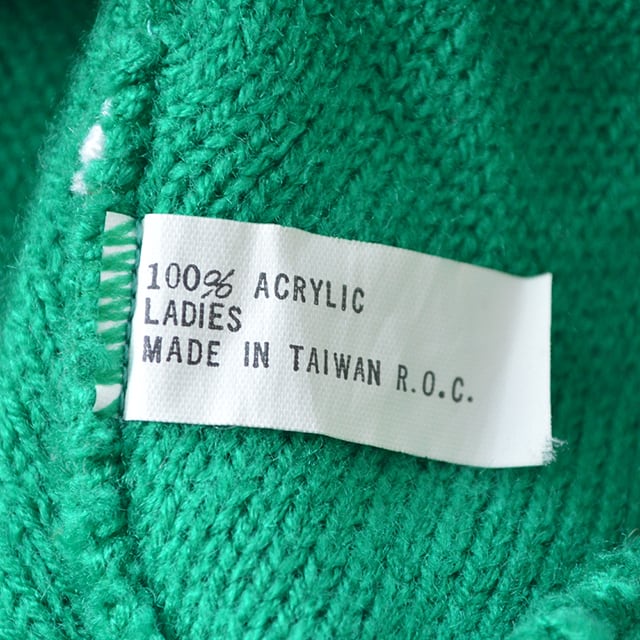 100% ACRYLIC
LADIES
MADE IN TAIWAN R.O.C.